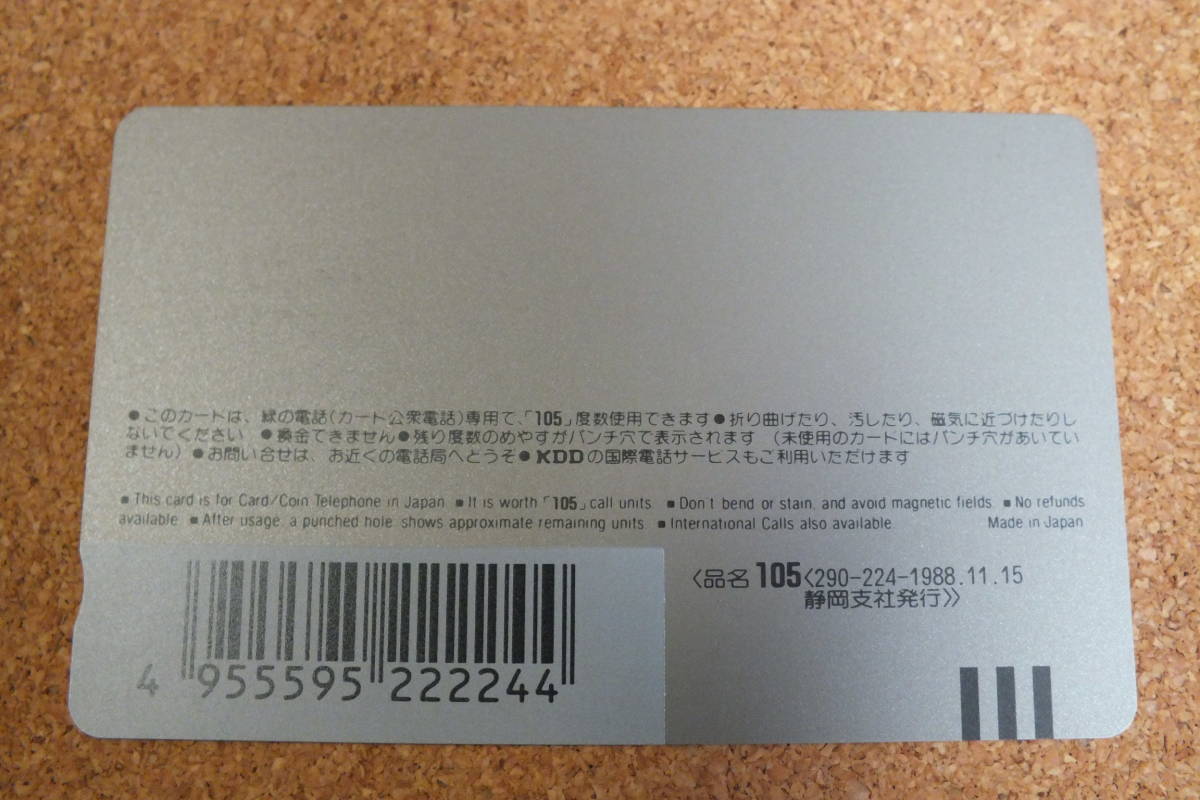 ●このカードは、緑の電話(カード公衆電話)専用で、「105」度数使用できます●折り曲げたり、汚したり、磁気に近づけたりし
ないでください ●換金できません●残り度数のめやすがパンチ穴で表示されます (未使用のカードにはパンチ穴があいてい
ません)●お問い合せは、お近くの電話局へどうぞ●KDDの国際電話サービスもご利用いただけます
■This card is for Card/Coin Telephone in Japan ■It is worth「105」call units ■Don't bend or stain, and avoid magnetic fields. ■No refunds
available ■After usage, a punched hole shows approximate remaining units ■International Calls also available Made in Japan
〈品名105〈290-224-1988.11.15
静岡支社発行〉〉
4 955595 222244